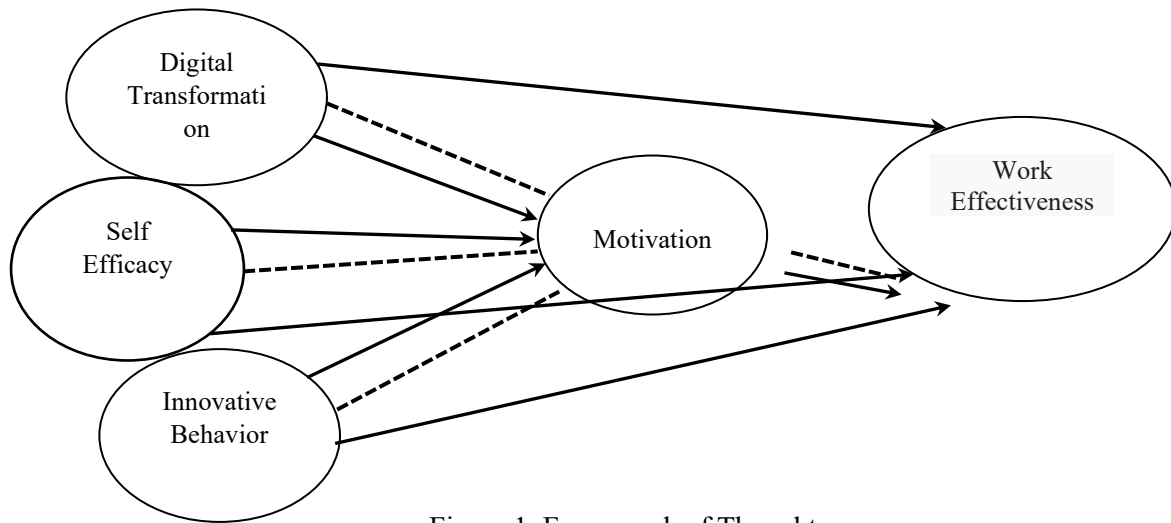 Digital
Transformati
on
Work
Effectiveness
Self
Efficacy
Motivation
Innovative
Behavior
Figure 1. Framework of Thought